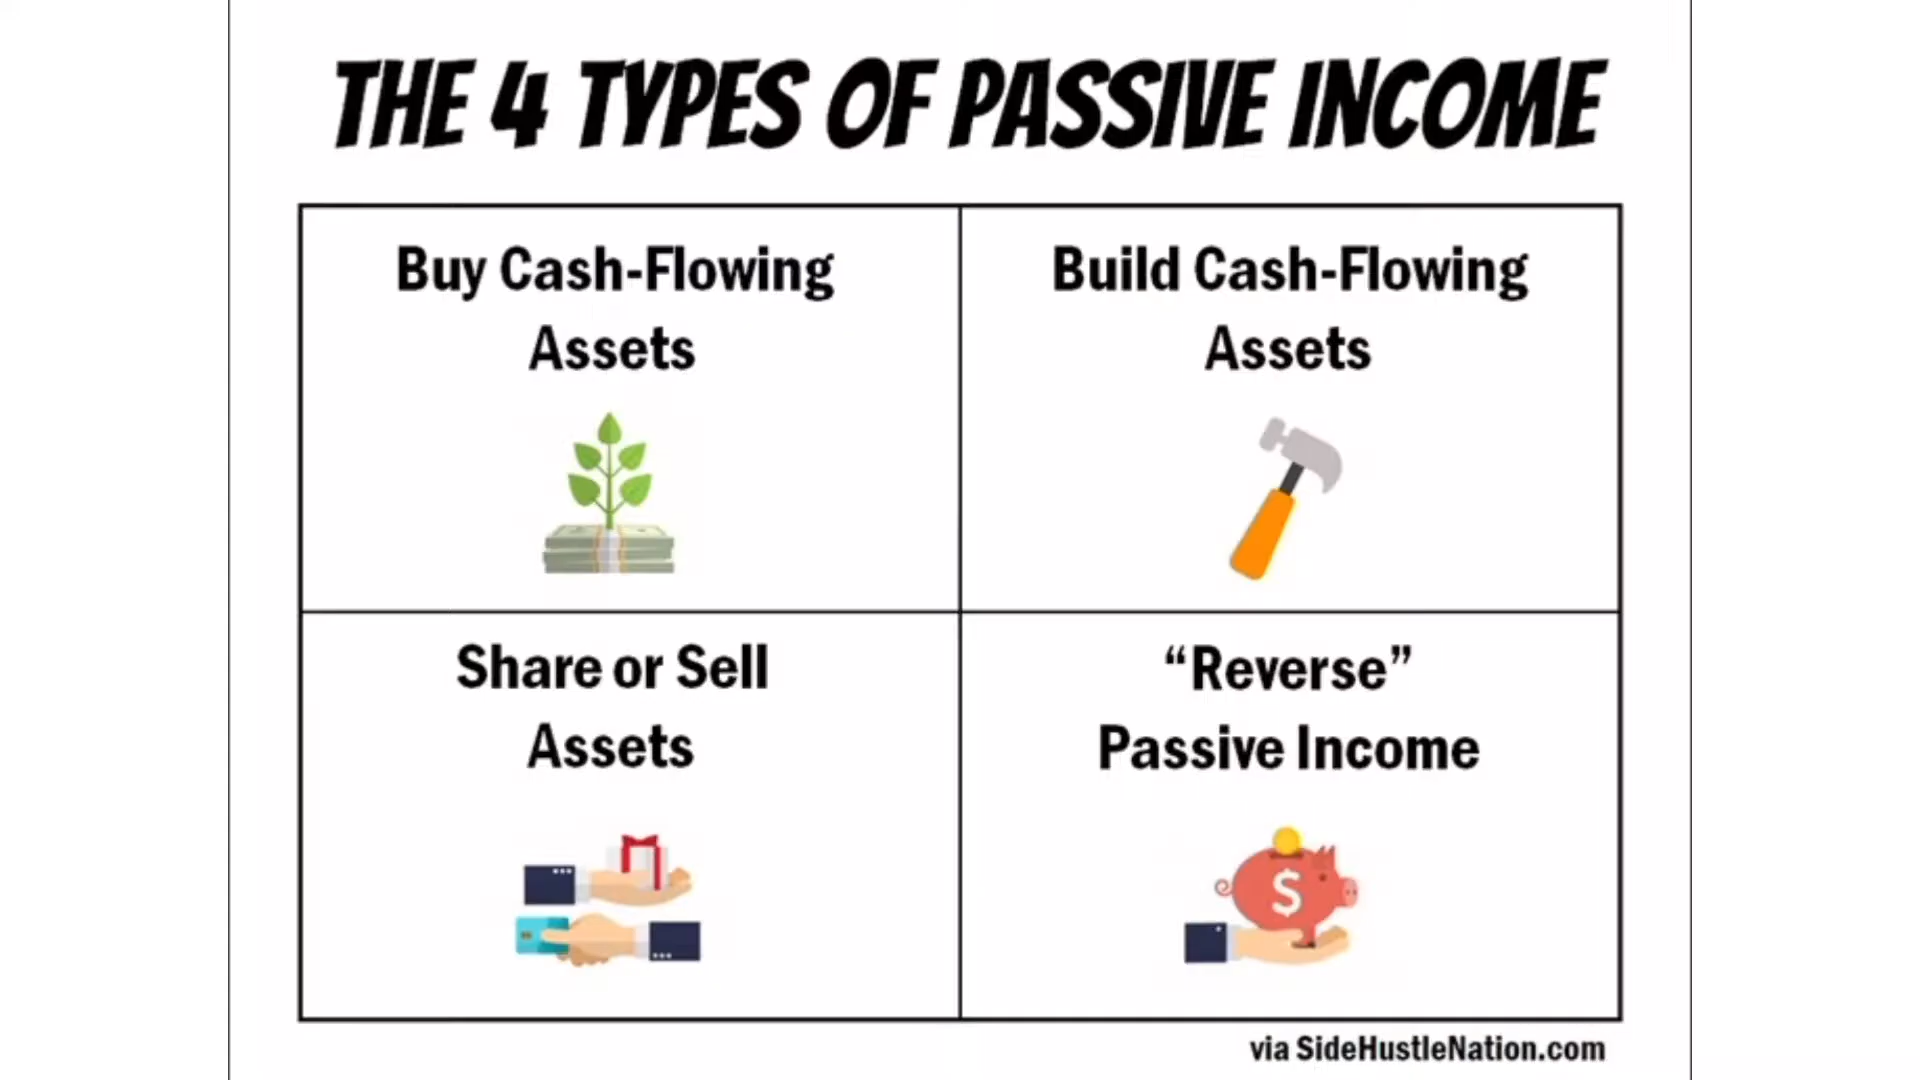 THE 4 TYPES OF PASSIVE INCOME
Buy Cash-Flowing
Assets
Build Cash-Flowing
Assets
Share or Sell
Assets
“Reverse”
Passive Income
$
via SideHustleNation.com